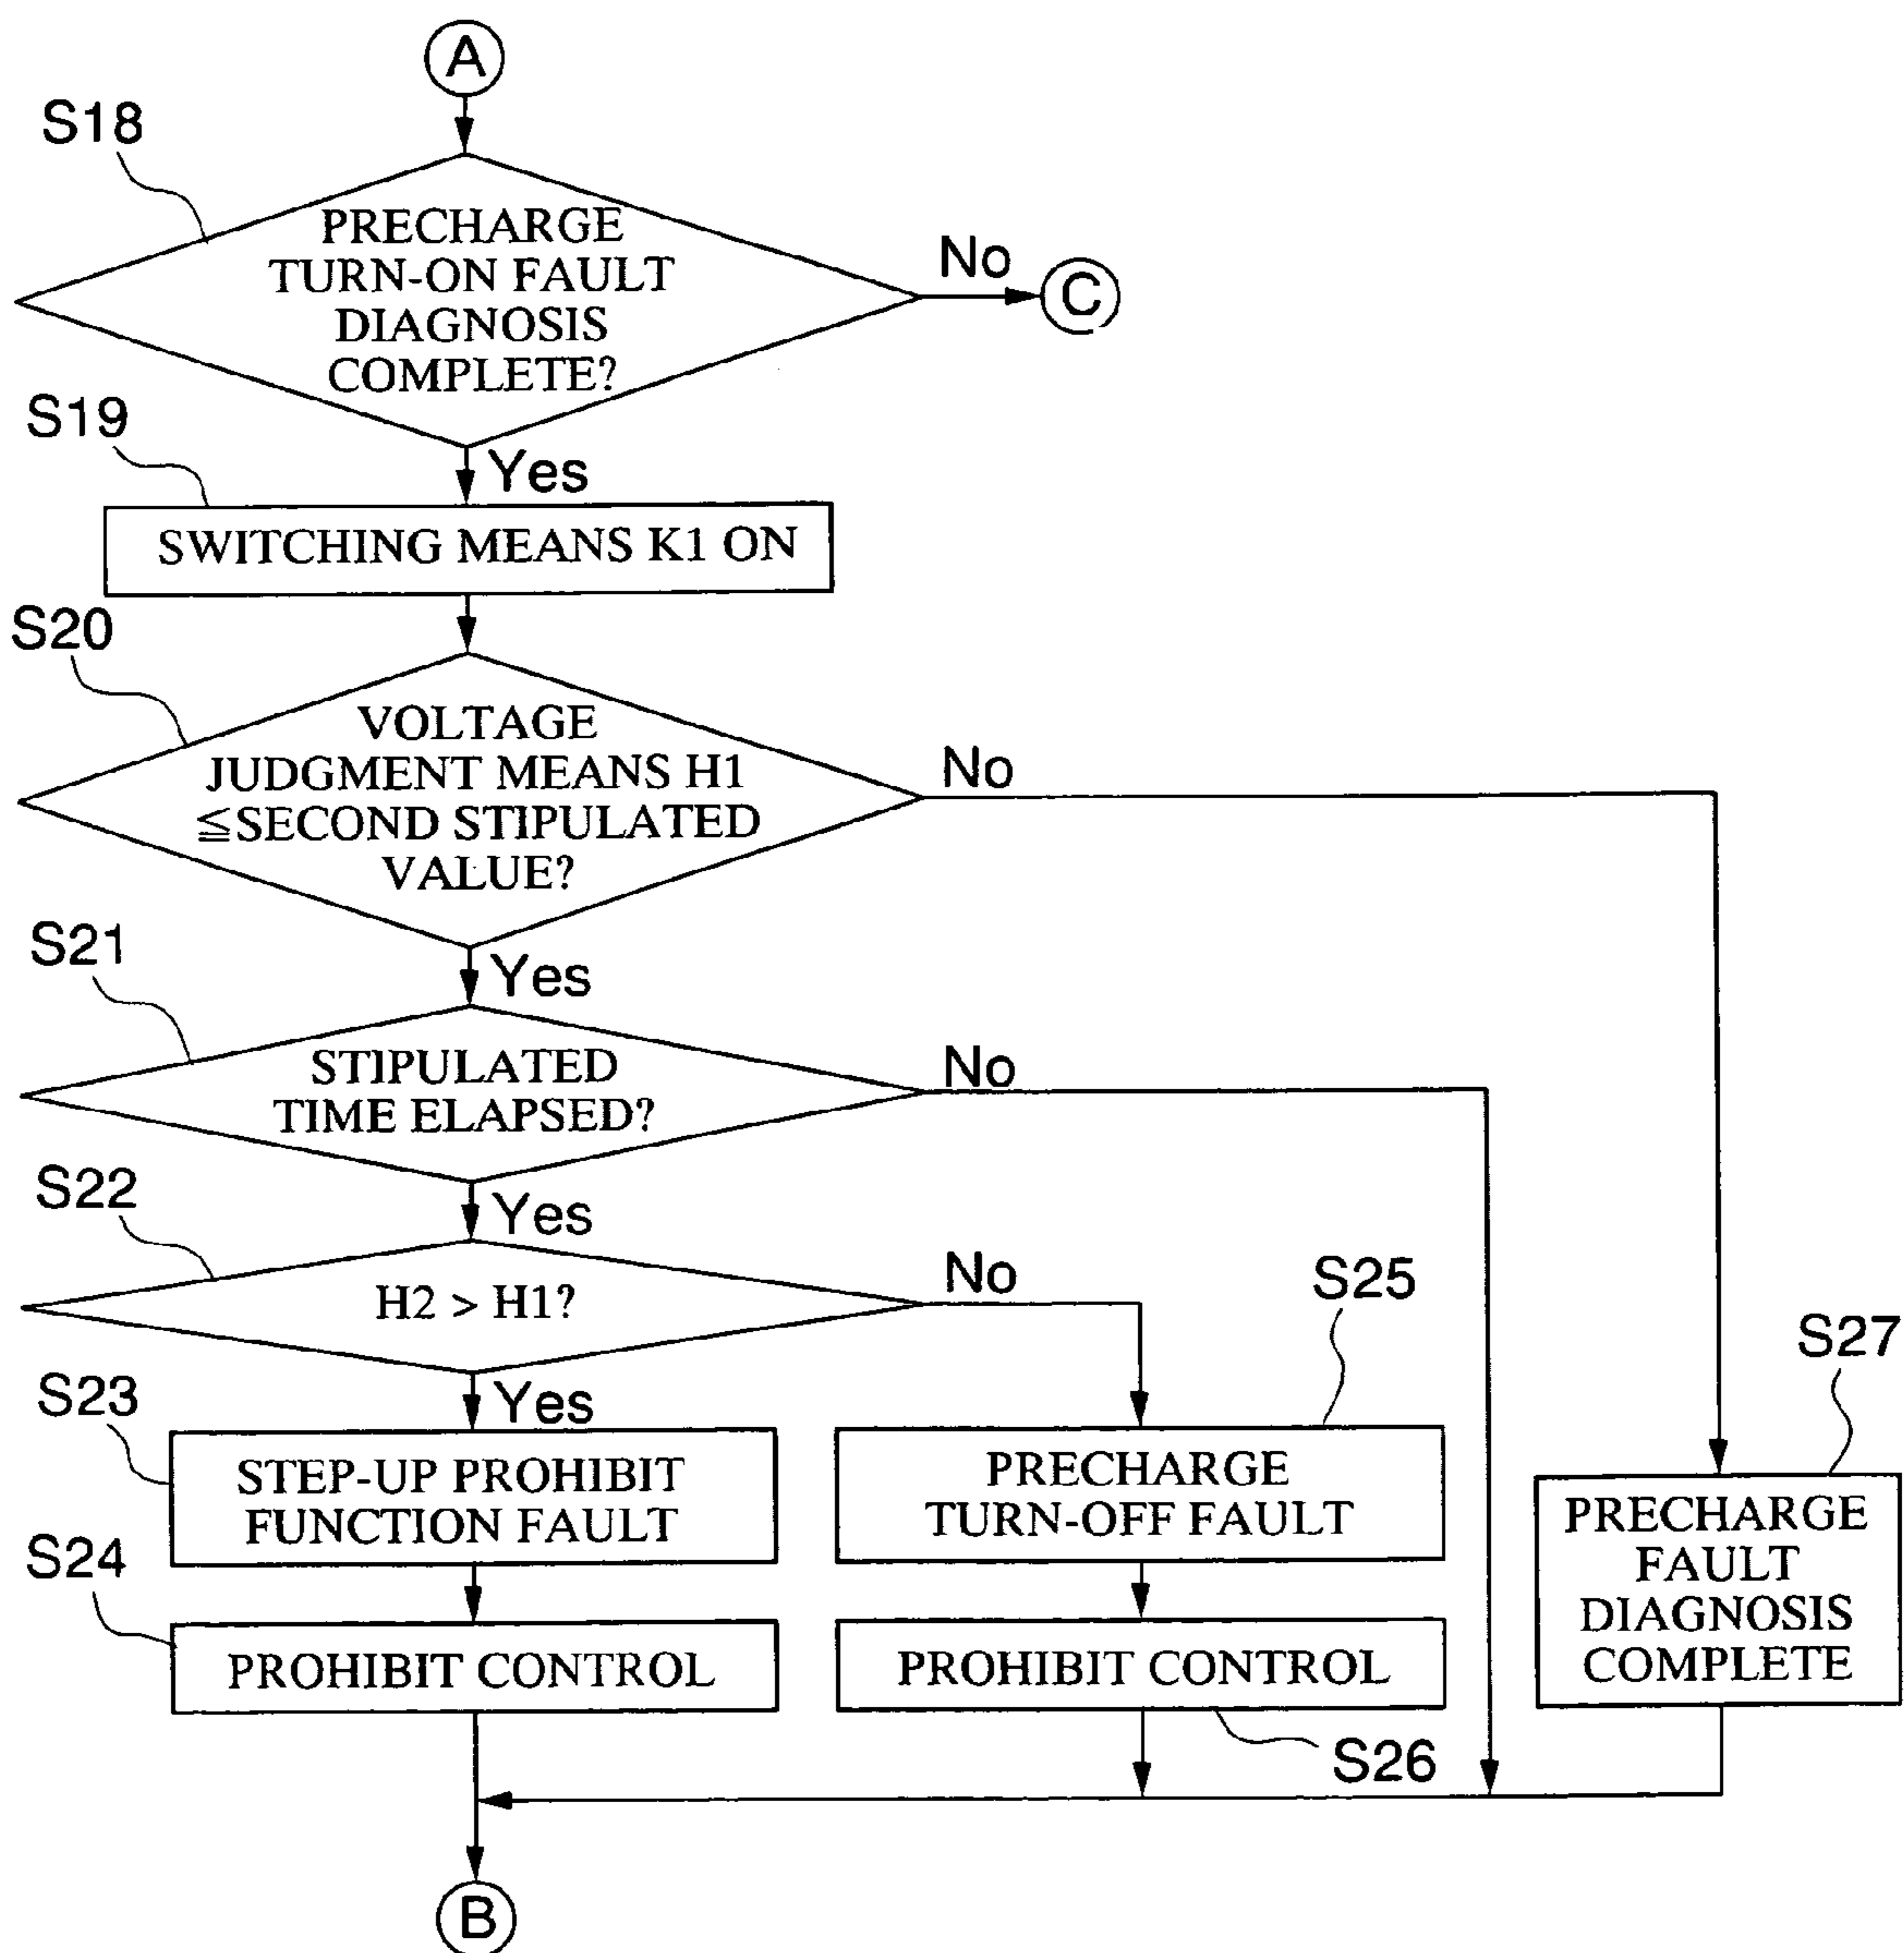 A
S18
PRECHARGE
TURN-ON FAULT
DIAGNOSIS
COMPLETE?
No
C
S19
Yes
SWITCHING MEANS K1 ON
S20
VOLTAGE
JUDGMENT MEANS H1
≦SECOND STIPULATED
VALUE?
No
S21
Yes
STIPULATED
TIME ELAPSED?
No
S22
Yes
H2 > H1?
No
S25
S27
S23
Yes
STEP-UP PROHIBIT
FUNCTION FAULT
PRECHARGE
TURN-OFF FAULT
PRECHARGE
FAULT
DIAGNOSIS
COMPLETE
S24
PROHIBIT CONTROL
PROHIBIT CONTROL
S26
B